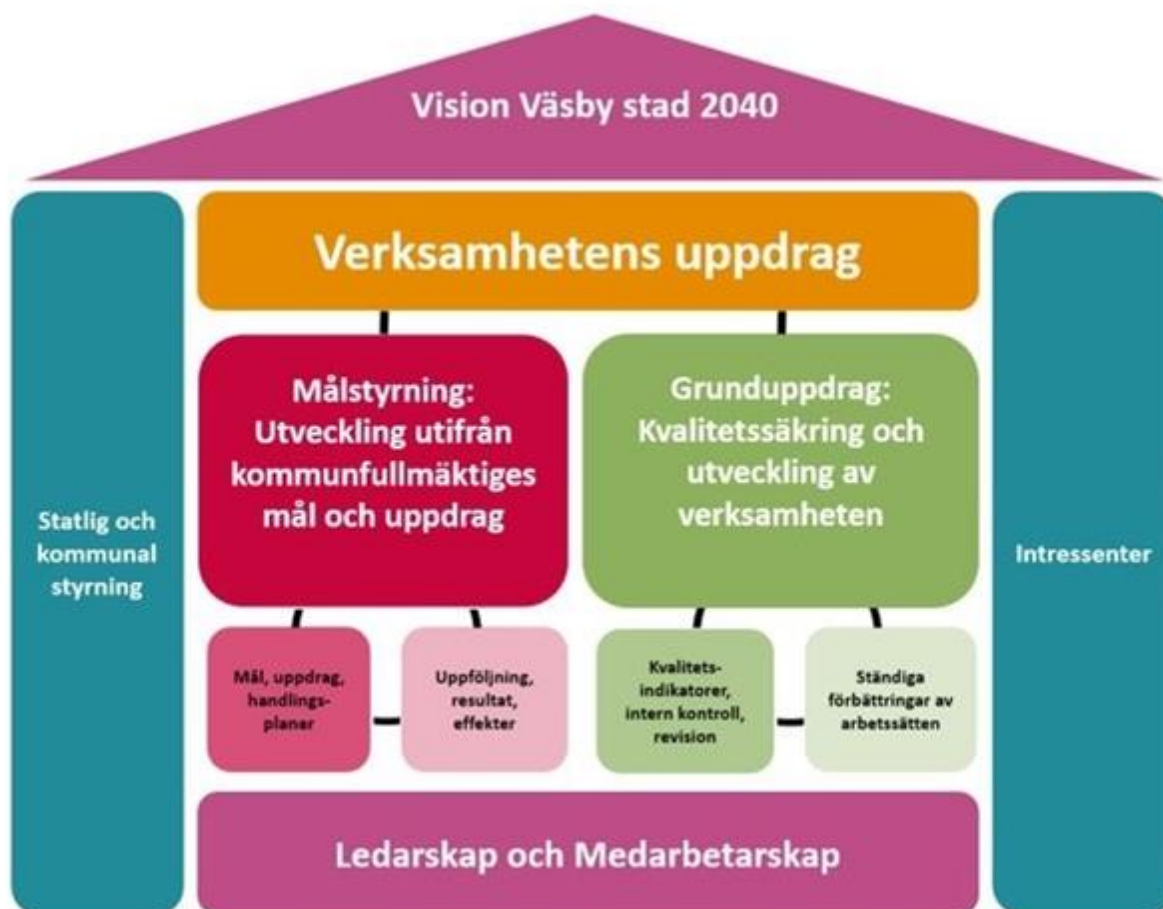 Vision Väsby stad 2040
Verksamhetens uppdrag
Statlig och
kommunal
styrning
Målstyrning:
Utveckling utifrån
kommunfullmäktiges
mål och uppdrag
Grunduppdrag:
Kvalitetssäkring och
utveckling av
verksamheten
Intressenter
Mål, uppdrag,
handlings-
planer
Uppföljning,
resultat,
effekter
Kvalitets-
indikatorer,
intern kontroll,
revision
Ständiga
förbättringar av
arbetssätten
Ledarskap och Medarbetarskap